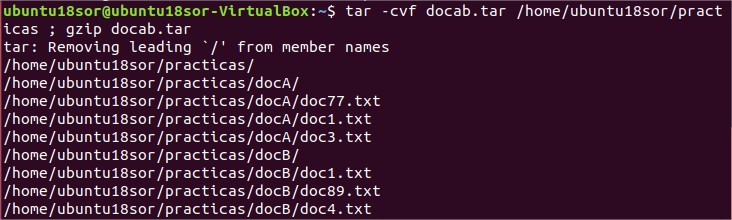 ubuntu18sor@ubuntu18sor-VirtualBox:~$ tar -cvf docab.tar /home/ubuntu18sor/pract
icas ; gzip docab.tar
tar: Removing leading `/' from member names
/home/ubuntu18sor/practicas/
/home/ubuntu18sor/practicas/docA/
/home/ubuntu18sor/practicas/docA/doc77.txt
/home/ubuntu18sor/practicas/docA/doc1.txt
/home/ubuntu18sor/practicas/docA/doc3.txt
/home/ubuntu18sor/practicas/docB/
/home/ubuntu18sor/practicas/docB/doc1.txt
/home/ubuntu18sor/practicas/docB/doc89.txt
/home/ubuntu18sor/practicas/docB/doc4.txt